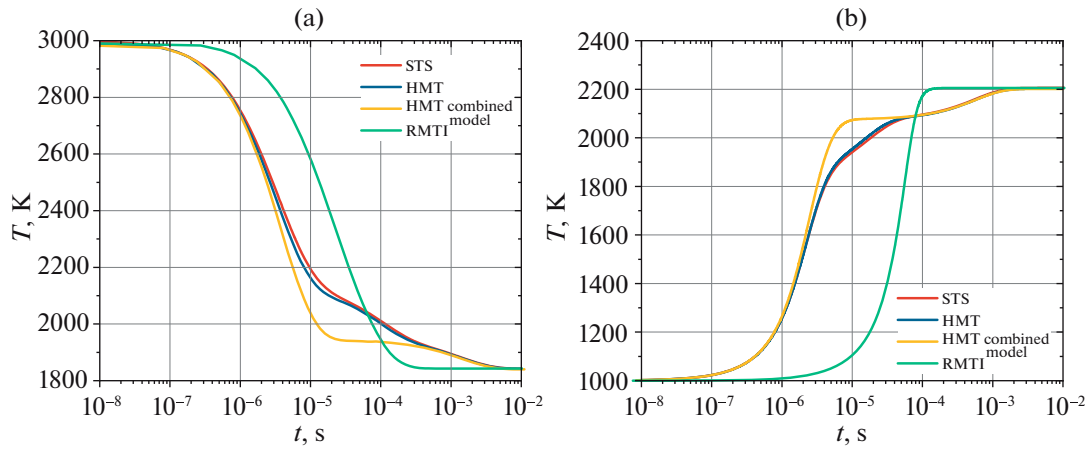 (a)
3000
2800
2600
2400
2200
2000
1800
T, K
STS
HMT
HMT combined model
RMTI
10⁻⁸ 10⁻⁷ 10⁻⁶ 10⁻⁵ 10⁻⁴ 10⁻³ 10⁻²
t, s
(b)
2400
2200
2000
1800
1600
1400
1200
1000
T, K
STS
HMT
HMT combined model
RMTI
10⁻⁸ 10⁻⁷ 10⁻⁶ 10⁻⁵ 10⁻⁴ 10⁻³ 10⁻²
t, s